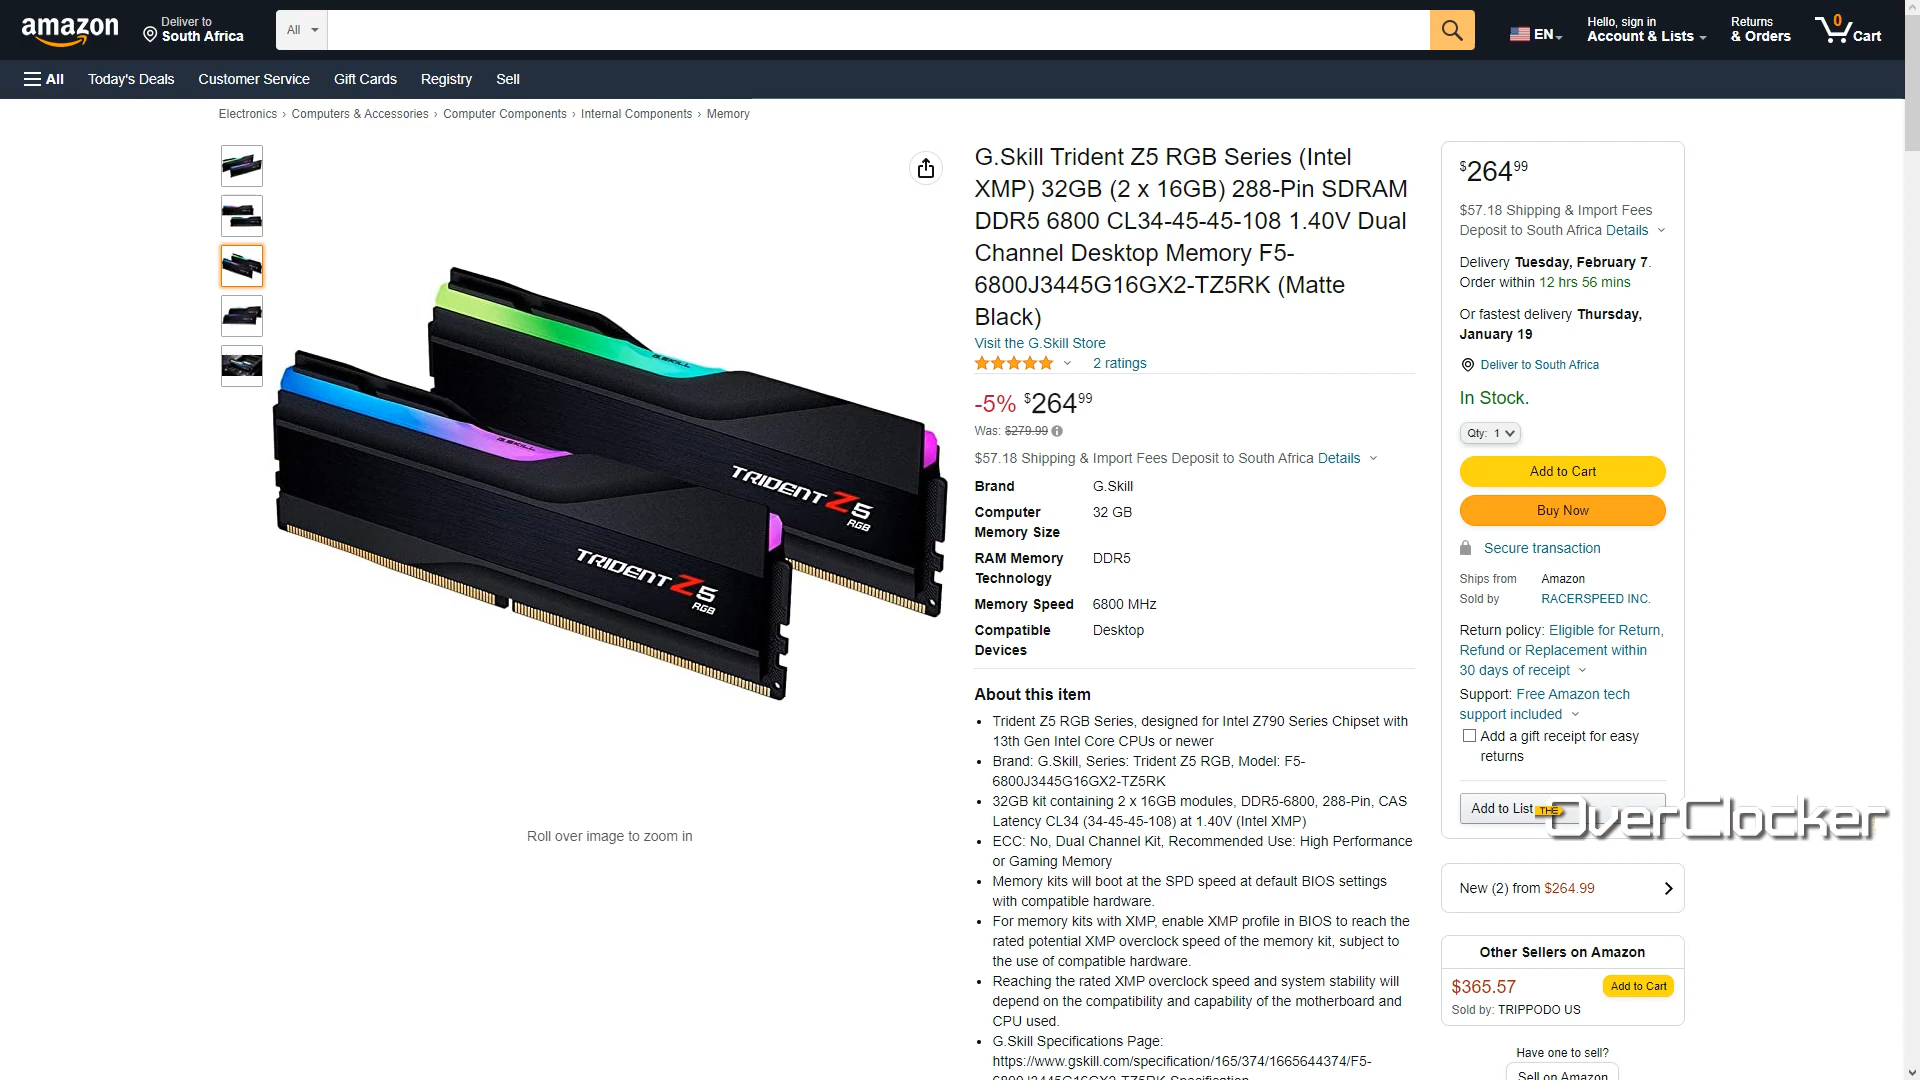 amazon
Deliver to
South Africa
All
EN
Hello, sign in
Account & Lists
Returns
& Orders
0
Cart
All
Today's Deals
Customer Service
Gift Cards
Registry
Sell
Electronics › Computers & Accessories › Computer Components › Internal Components › Memory
G.SKILL
TRIDENT Z5
RGB
G.SKILL
TRIDENT Z5
RGB
Roll over image to zoom in
G.Skill Trident Z5 RGB Series (Intel
XMP) 32GB (2 x 16GB) 288-Pin SDRAM
DDR5 6800 CL34-45-45-108 1.40V Dual
Channel Desktop Memory F5-
6800J3445G16GX2-TZ5RK (Matte
Black)
Visit the G.Skill Store
2 ratings
-5% $264.99
Was: $279.99
$57.18 Shipping & Import Fees Deposit to South Africa Details
Brand G.Skill
Computer 32 GB
Memory Size
RAM Memory DDR5
Technology
Memory Speed 6800 MHz
Compatible Desktop
Devices
About this item
• Trident Z5 RGB Series, designed for Intel Z790 Series Chipset with
13th Gen Intel Core CPUs or newer
• Brand: G.Skill, Series: Trident Z5 RGB, Model: F5-
6800J3445G16GX2-TZ5RK
• 32GB kit containing 2 x 16GB modules, DDR5-6800, 288-Pin, CAS
Latency CL34 (34-45-45-108) at 1.40V (Intel XMP)
• ECC: No, Dual Channel Kit, Recommended Use: High Performance
or Gaming Memory
• Memory kits will boot at the SPD speed at default BIOS settings
with compatible hardware.
• For memory kits with XMP, enable XMP profile in BIOS to reach the
rated potential XMP overclock speed of the memory kit, subject to
the use of compatible hardware.
• Reaching the rated XMP overclock speed and system stability will
depend on the compatibility and capability of the motherboard and
CPU used.
• G.Skill Specifications Page:
https://www.gskill.com/specification/165/374/1665644374/F5-
6800J3445G16GX2-TZ5RK-Specification
$264.99
$57.18 Shipping & Import Fees
Deposit to South Africa Details
Delivery Tuesday, February 7.
Order within 12 hrs 56 mins
Or fastest delivery Thursday,
January 19
Deliver to South Africa
In Stock.
Qty: 1
Add to Cart
Buy Now
Secure transaction
Ships from Amazon
Sold by RACERSPEED INC.
Return policy: Eligible for Return,
Refund or Replacement within
30 days of receipt
Support: Free Amazon tech
support included
Add a gift receipt for easy
returns
Add to List
THE OverClocker
New (2) from $264.99
Other Sellers on Amazon
$365.57
Add to Cart
Sold by: TRIPPODO US
Have one to sell?
Sell on Amazon